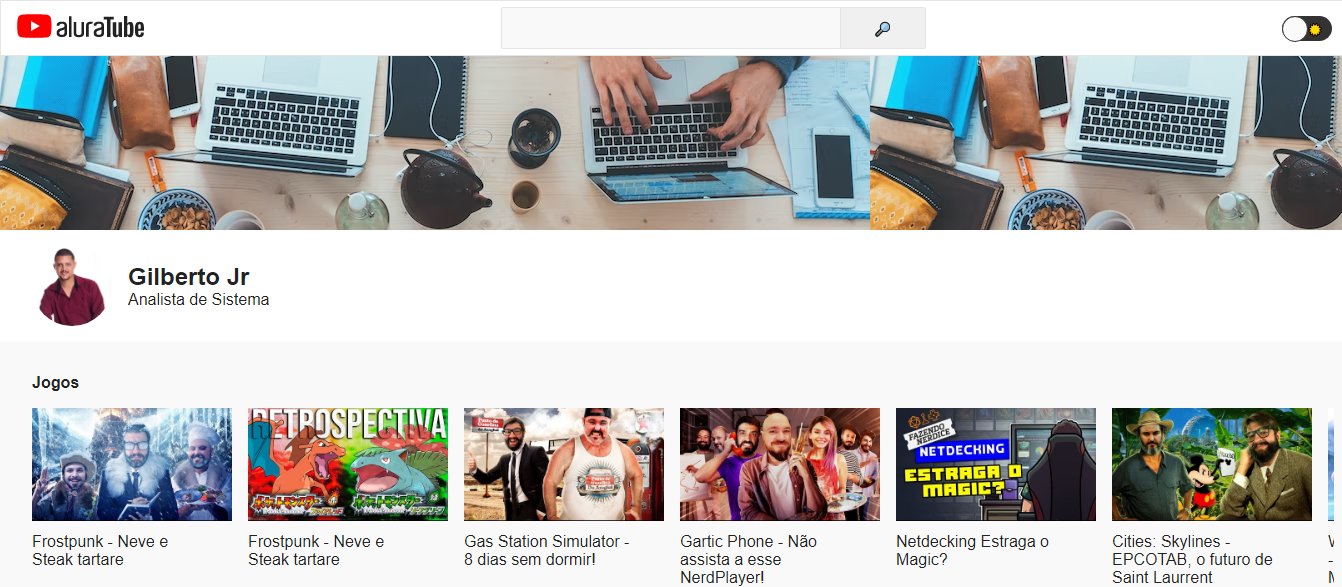 aluraTube
Gilberto Jr
Analista de Sistema
Jogos
RETROSPECTIVA
FAZENDO
NERDICE
NETDECKING
ESTRAGA O
MAGIC?
Frostpunk - Neve e
Steak tartare
Frostpunk - Neve e
Steak tartare
Gas Station Simulator -
8 dias sem dormir!
Gartic Phone - Não
assista a esse
NerdPlayer!
Netdecking Estraga o
Magic?
Cities: Skylines -
EPCOTAB, o futuro de
Saint Laurrent